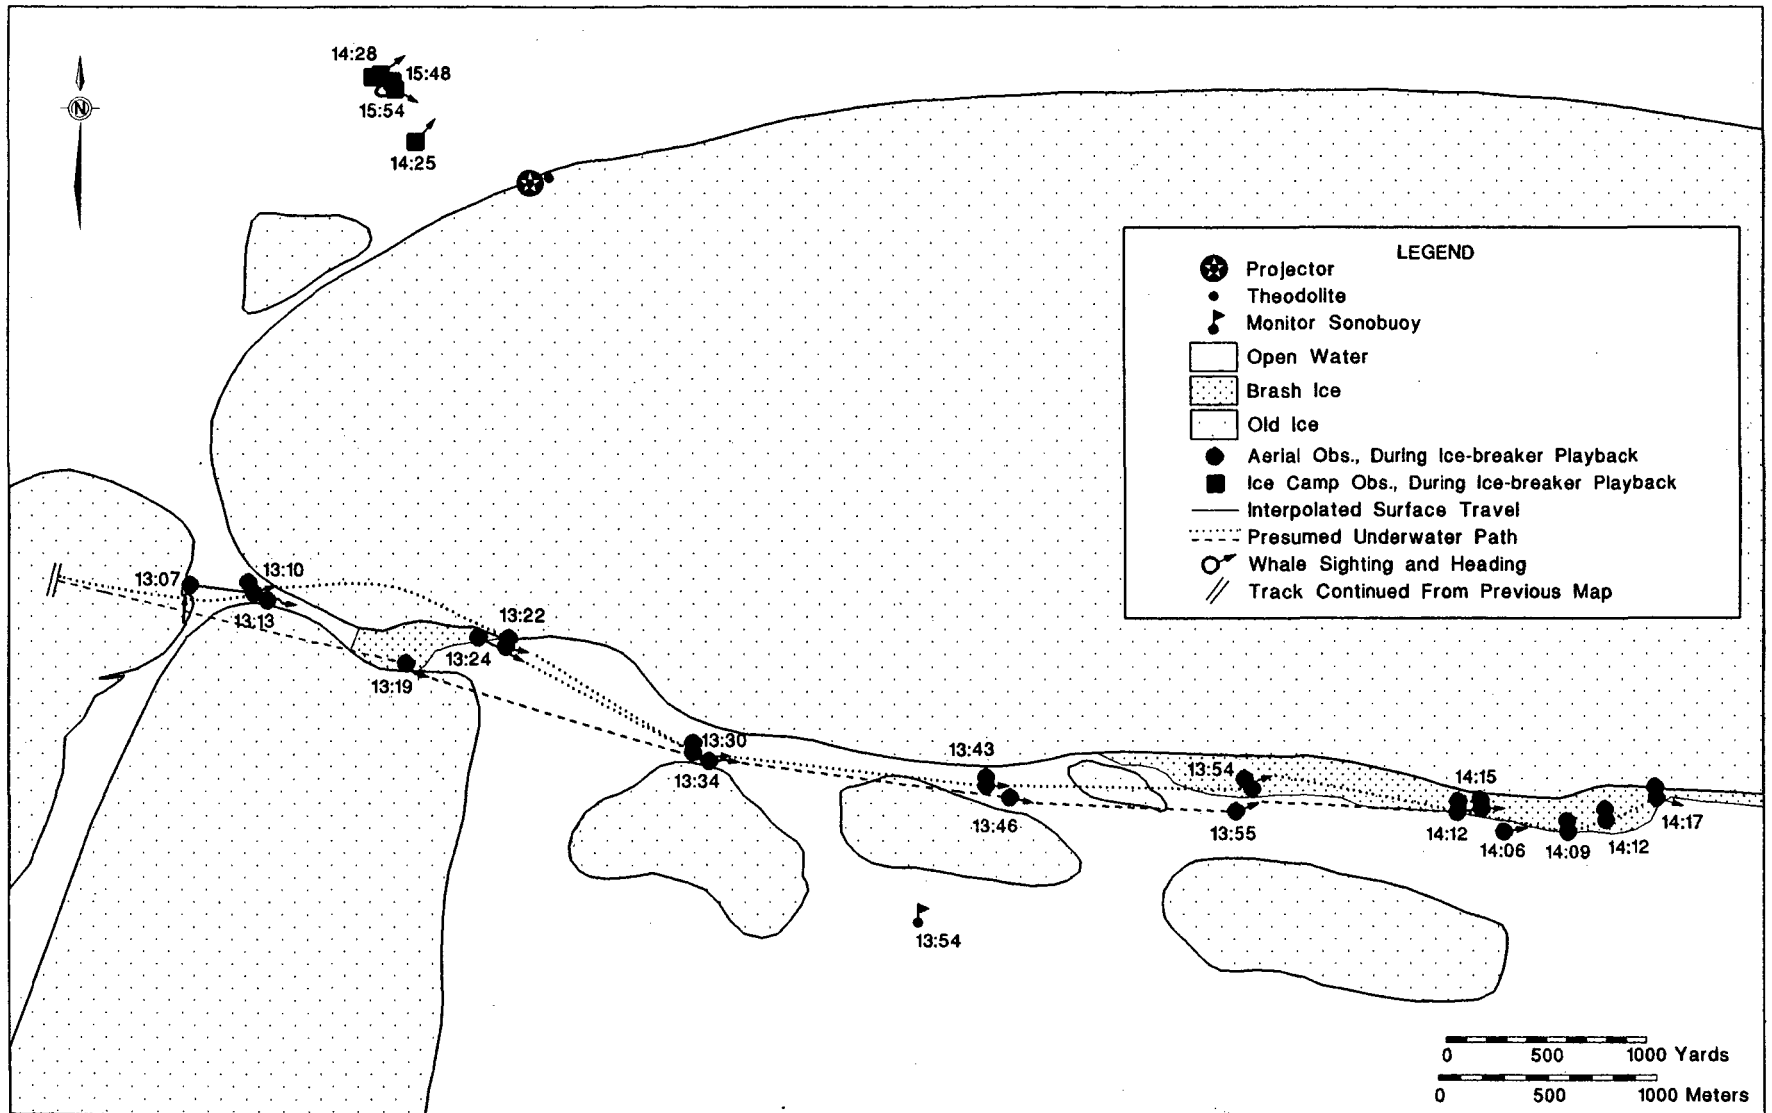 14:28
15:48
15:54
14:25
N
LEGEND
Projector
Theodolite
Monitor Sonobuoy
Open Water
Brash Ice
Old Ice
Aerial Obs., During Ice-breaker Playback
Ice Camp Obs., During Ice-breaker Playback
Interpolated Surface Travel
Presumed Underwater Path
Whale Sighting and Heading
Track Continued From Previous Map
13:07
13:10
13:13
13:22
13:24
13:19
13:30
13:34
13:43
13:46
13:54
13:55
14:15
14:12
14:06
14:09
14:12
14:17
13:54
0 500 1000 Yards
0 500 1000 Meters